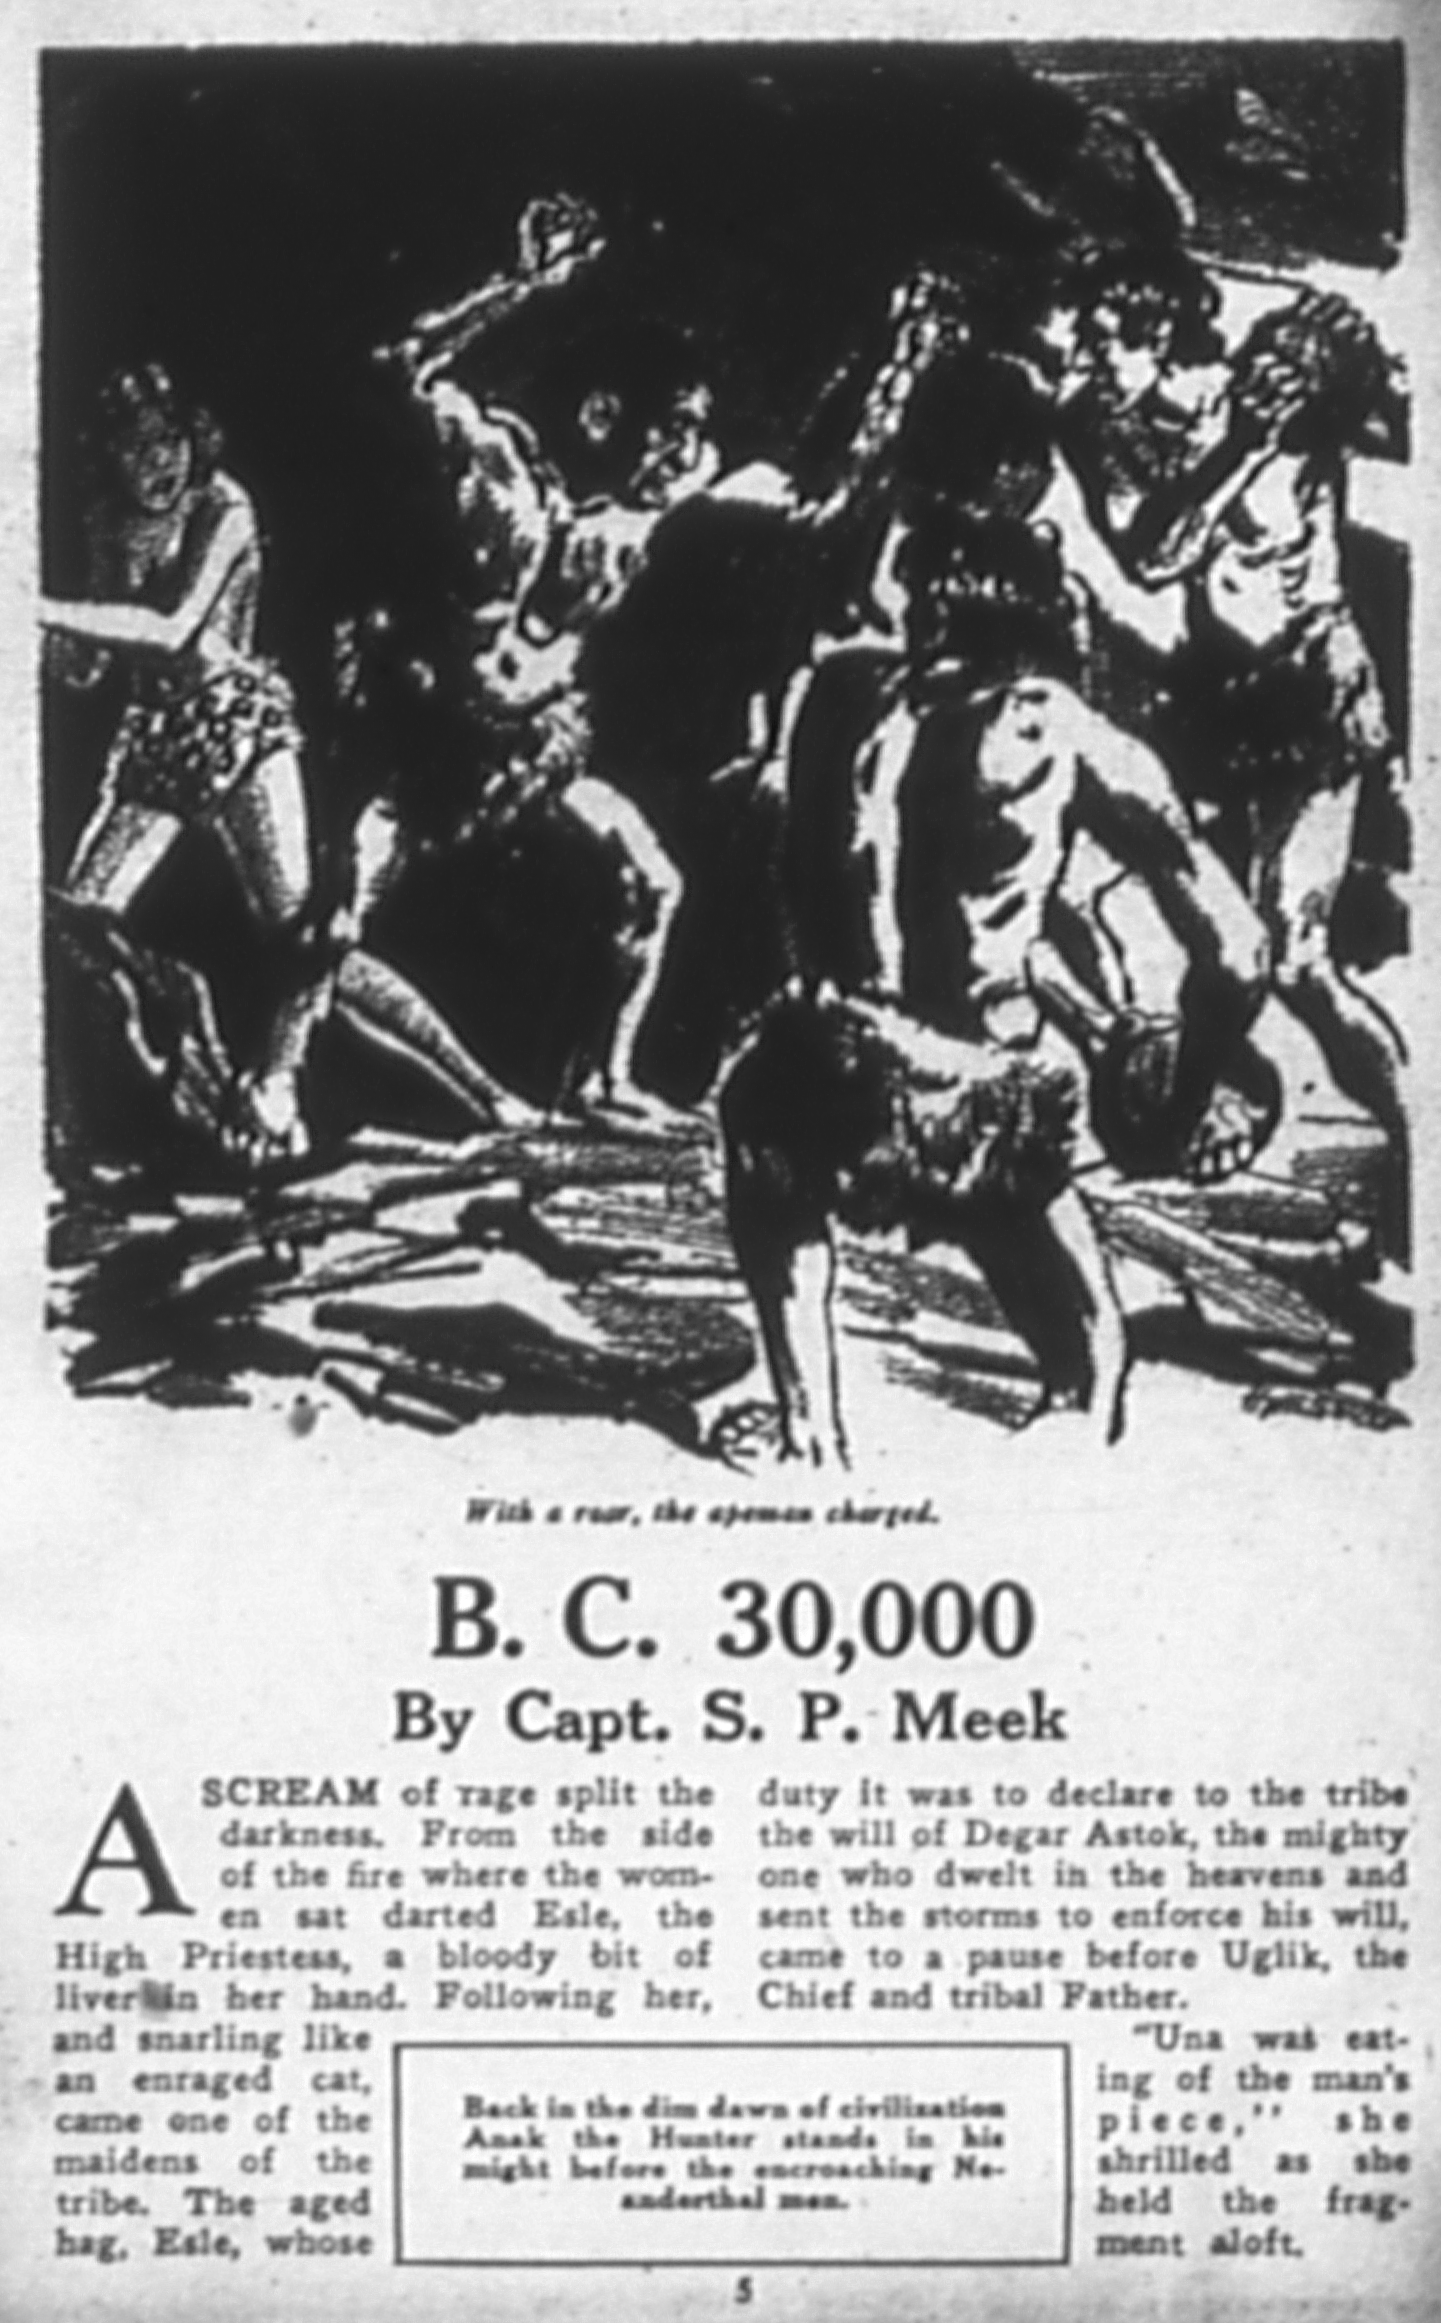 With a roar, the apeman charged.
B. C. 30,000
By Capt. S. P. Meek
A SCREAM of rage split the
darkness. From the side
of the fire where the wom-
en sat darted Esle, the
High Priestess, a bloody bit of
liver in her hand. Following her,
and snarling like
an enraged cat,
came one of the
maidens of the
tribe. The aged
hag, Esle, whose
duty it was to declare to the tribe
the will of Degar Astok, the mighty
one who dwelt in the heavens and
sent the storms to enforce his will,
came to a pause before Uglik, the
Chief and tribal Father.
"Una was eat-
ing of the man's
piece," she
shrilled as she
held the frag-
ment aloft.
Back in the dim dawn of civilization
Anak the Hunter stands in his
might before the encroaching Ne-
anderthal men.
5